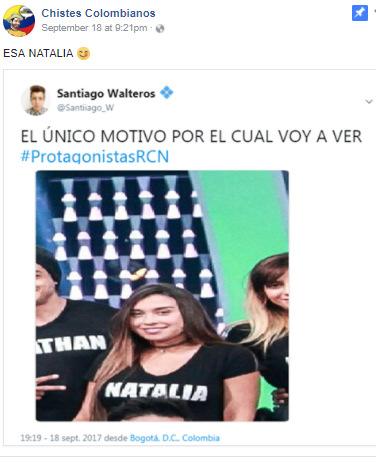 Chistes Colombianos
September 18 at 9:21pm ·
ESA NATALIA 😏
Santiago Walteros
@Santiiago_W
EL ÚNICO MOTIVO POR EL CUAL VOY A VER
#ProtagonistasRCN
THAN
NATALIA
19:19 - 18 sept. 2017 desde Bogotá, D.C., Colombia